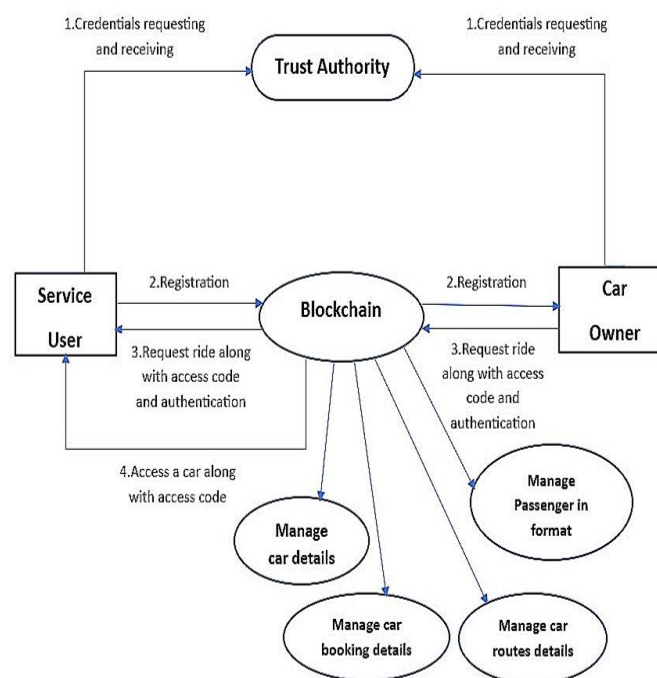 1.Credentials requesting
and receiving
1.Credentials requesting
and receiving
Trust Authority
Service
User
2.Registration
Blockchain
2.Registration
Car
Owner
3.Request ride along
with access code
and authentication
3.Request ride
along with access
code and
authentication
4.Access a car along
with access code
Manage
Passenger in
format
Manage
car details
Manage car
booking details
Manage car
routes details